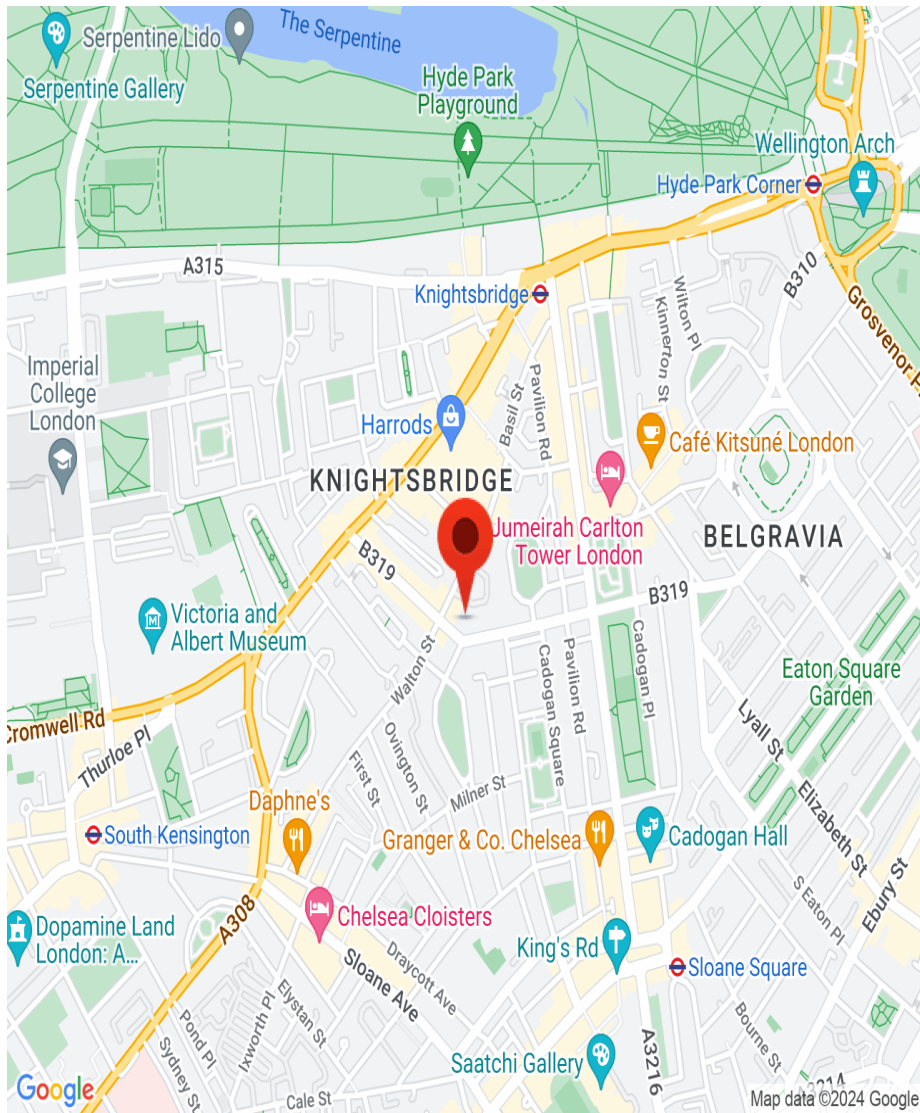 The Serpentine
Serpentine Lido
Serpentine Gallery
Hyde Park
Playground
Wellington Arch
Hyde Park Corner
A315
B310
Knightsbridge
Wilton Pl
Kinnerton St
Grosvenor P
Imperial
College
London
Pavilion Rd
Basil St
Harrods
Café Kitsuné London
KNIGHTSBRIDGE
Jumeirah Carlton
Tower London
BELGRAVIA
B319
B319
Victoria and
Albert Museum
Walton St
Cadogan Square
Pavilion Rd
Cadogan Pl
Eaton Square
Garden
Cromwell Rd
Thurloe Pl
Ovington St
First St
Milner St
Lyall St
Elizabeth St
Daphne's
South Kensington
Granger & Co. Chelsea
Cadogan Hall
Ebury St
S Eaton Pl
A308
Chelsea Cloisters
Dopamine Land
London: A...
King's Rd
Sloane Square
Draycott Ave
Sloane Ave
Elystan St
Ixworth Pl
Pond Pl
Sydney St
Bourne St
A3216
Saatchi Gallery
Cale St
Google
Map data ©2024 Google